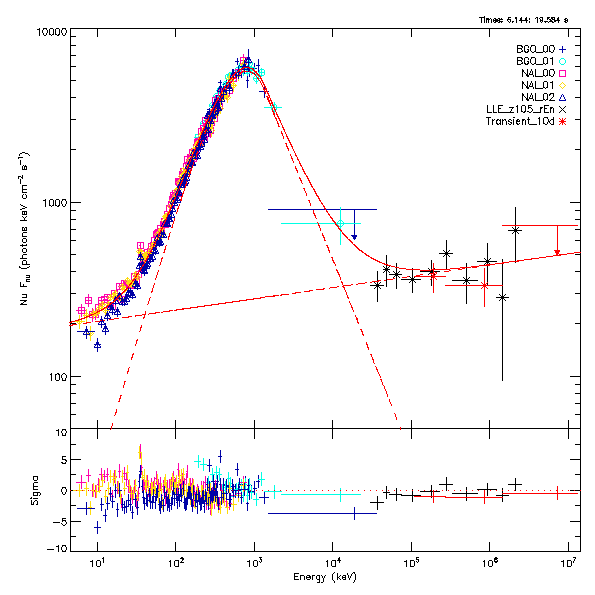 Times: 6.144: 19.584 s
10000
BGO_00
BGO_01
NAI_00
NAI_01
NAI_02
LLE_z105_rEn
Transient_10d
Nu Fnu (photons keV cm-2 s-1)
1000
100
10
5
0
-5
-10
Sigma
10^1
10^2
10^3
10^4
10^5
10^6
10^7
Energy (keV)